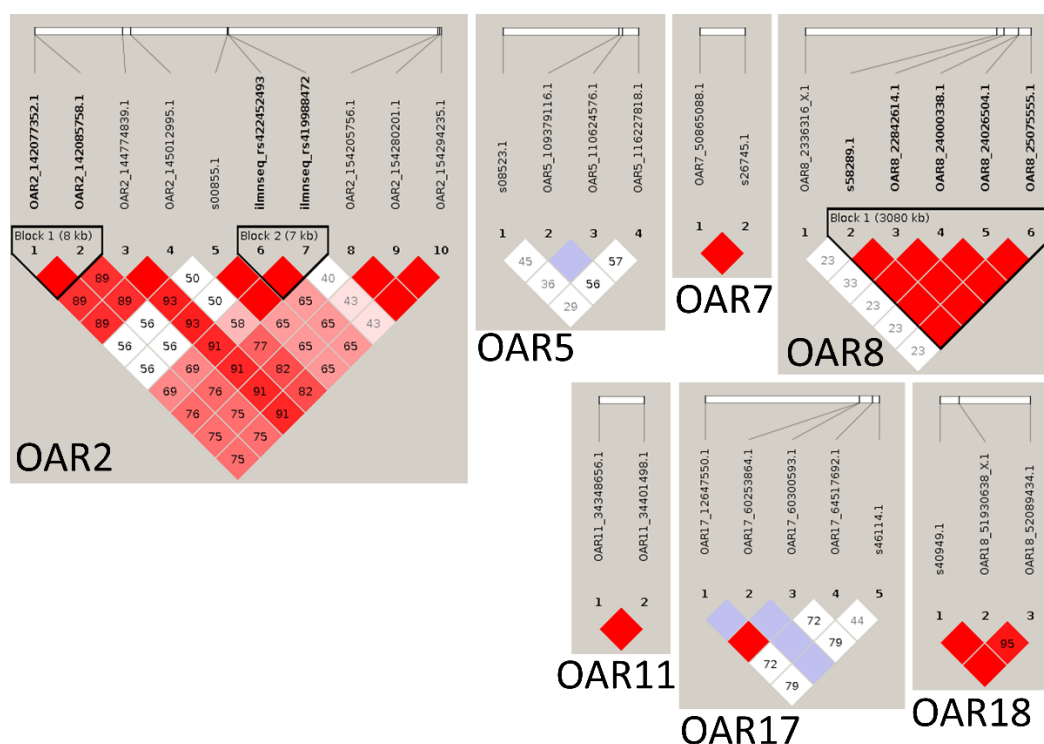 OAR2_142077352.1
OAR2_142085758.1
OAR2_144774839.1
OAR2_145012995.1
s00855.1
ilmnseq_rs422452493
ilmnseq_rs419988472
OAR2_154205756.1
OAR2_154280201.1
OAR2_154294235.1
Block 1 (8 kb)
Block 2 (7 kb)
1 2 3 4 5 6 7 8 9 10
89 50 40
89 89 93 50 65 43
89 56 93 58 65 65 43
56 56 91 77 65
56 69 91 82 65
69 76 91 82
76 75 91
75 75
75
OAR2
s08523.1
OAR5_109379116.1
OAR5_110624576.1
OAR5_116227818.1
1 2 3 4
45 57
36 56
29
OAR5
OAR7_50865088.1
s26745.1
1 2
OAR7
OAR8_2336316_X.1
s58289.1
OAR8_22842614.1
OAR8_24000338.1
OAR8_24026504.1
OAR8_25075555.1
Block 1 (3080 kb)
1 2 3 4 5 6
23
33
23
23
23
OAR8
OAR11_34348656.1
OAR11_34401498.1
1 2
OAR11
OAR17_12647550.1
OAR17_60253864.1
OAR17_60300593.1
OAR17_64517692.1
s46114.1
1 2 3 4 5
72 44
79
72
79
OAR17
s40949.1
OAR18_51930638_X.1
OAR18_52089434.1
1 2 3
95
OAR18